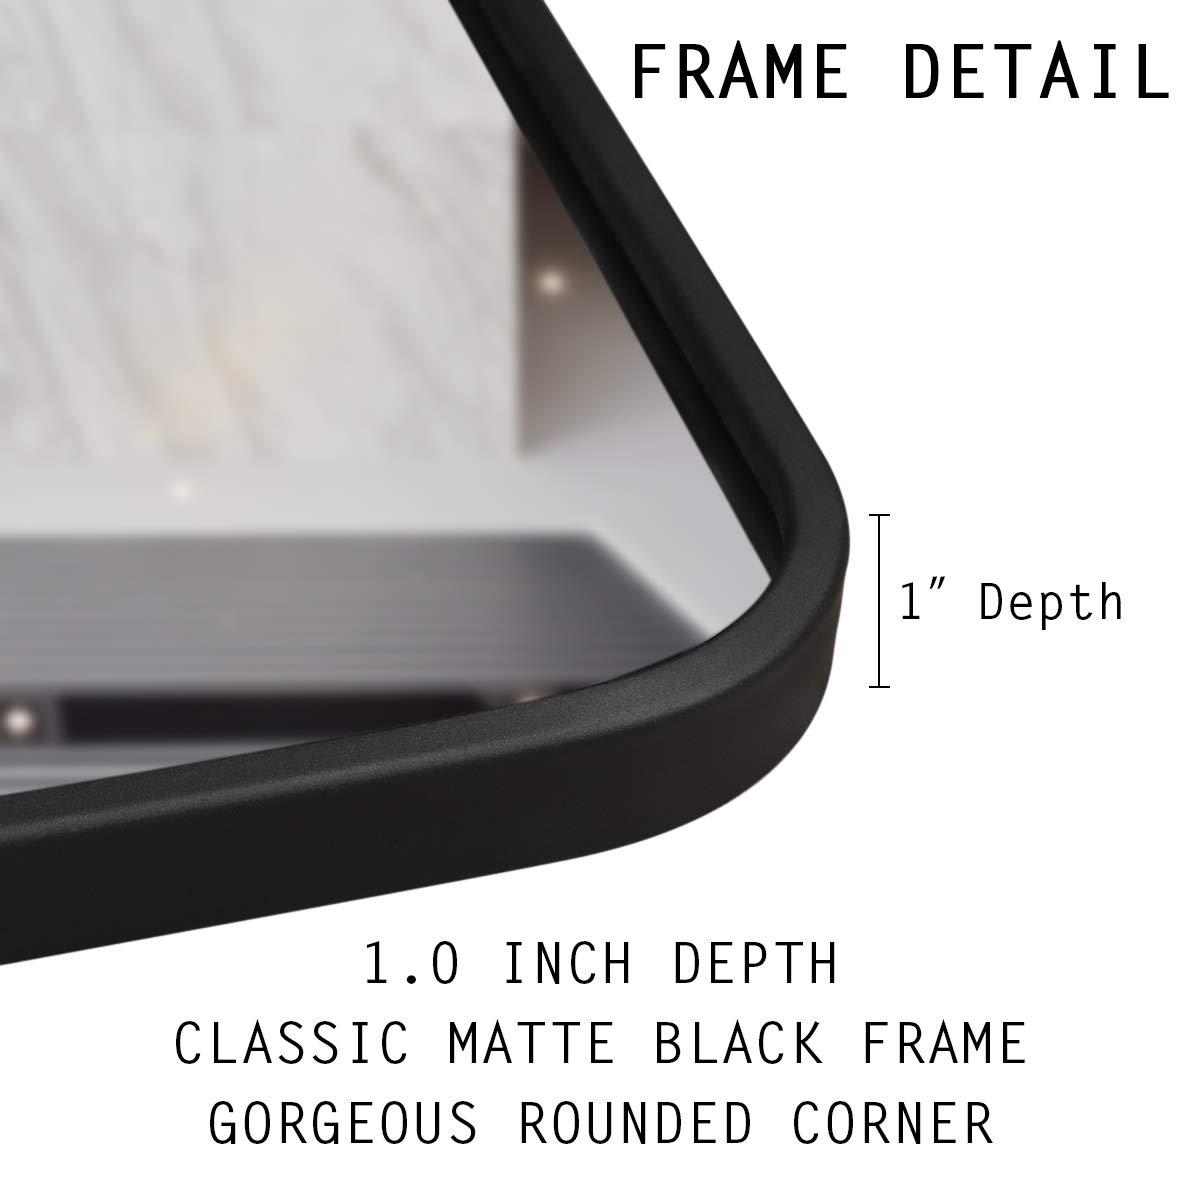 FRAME DETAIL
1" Depth
1.0 INCH DEPTH
CLASSIC MATTE BLACK FRAME
GORGEOUS ROUNDED CORNER